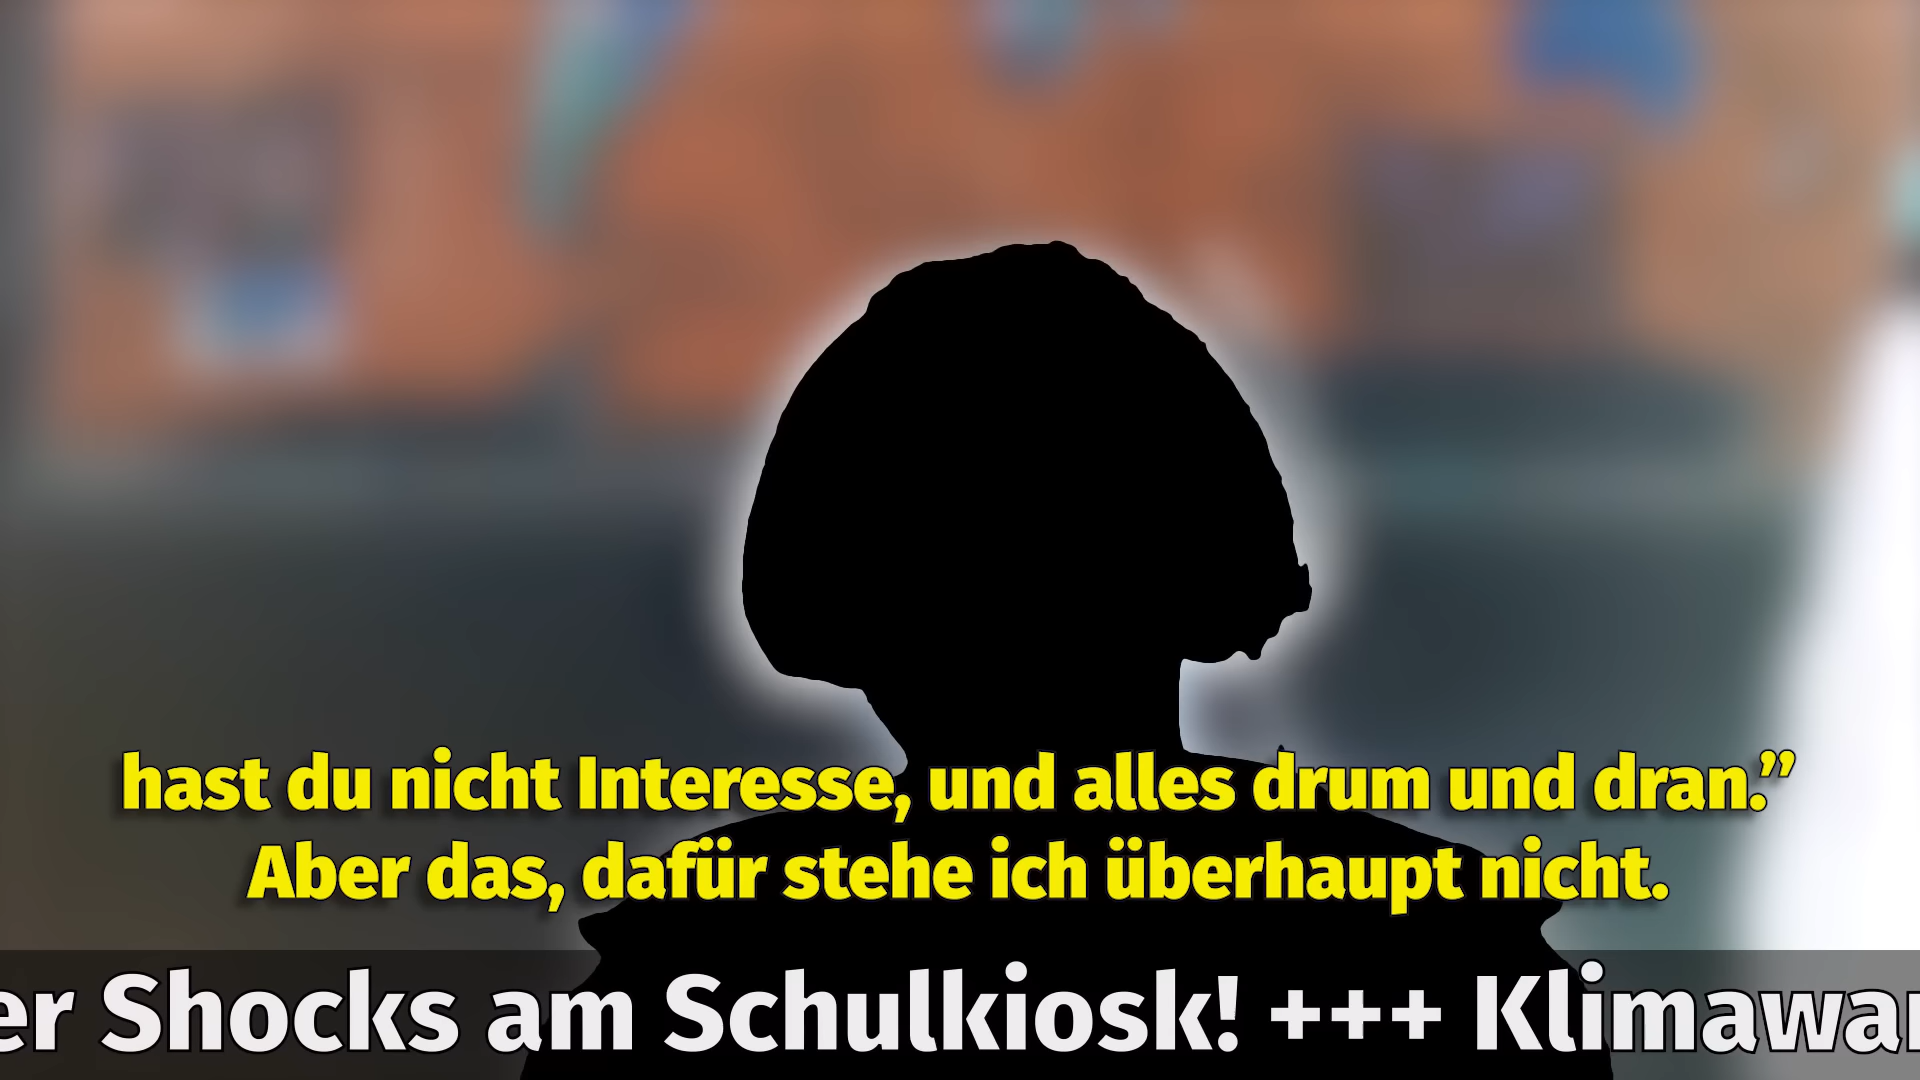 hast du nicht Interesse, und alles drum und dran.”
Aber das, dafür stehe ich überhaupt nicht.
er Shocks am Schulkiosk! +++ Klimawar